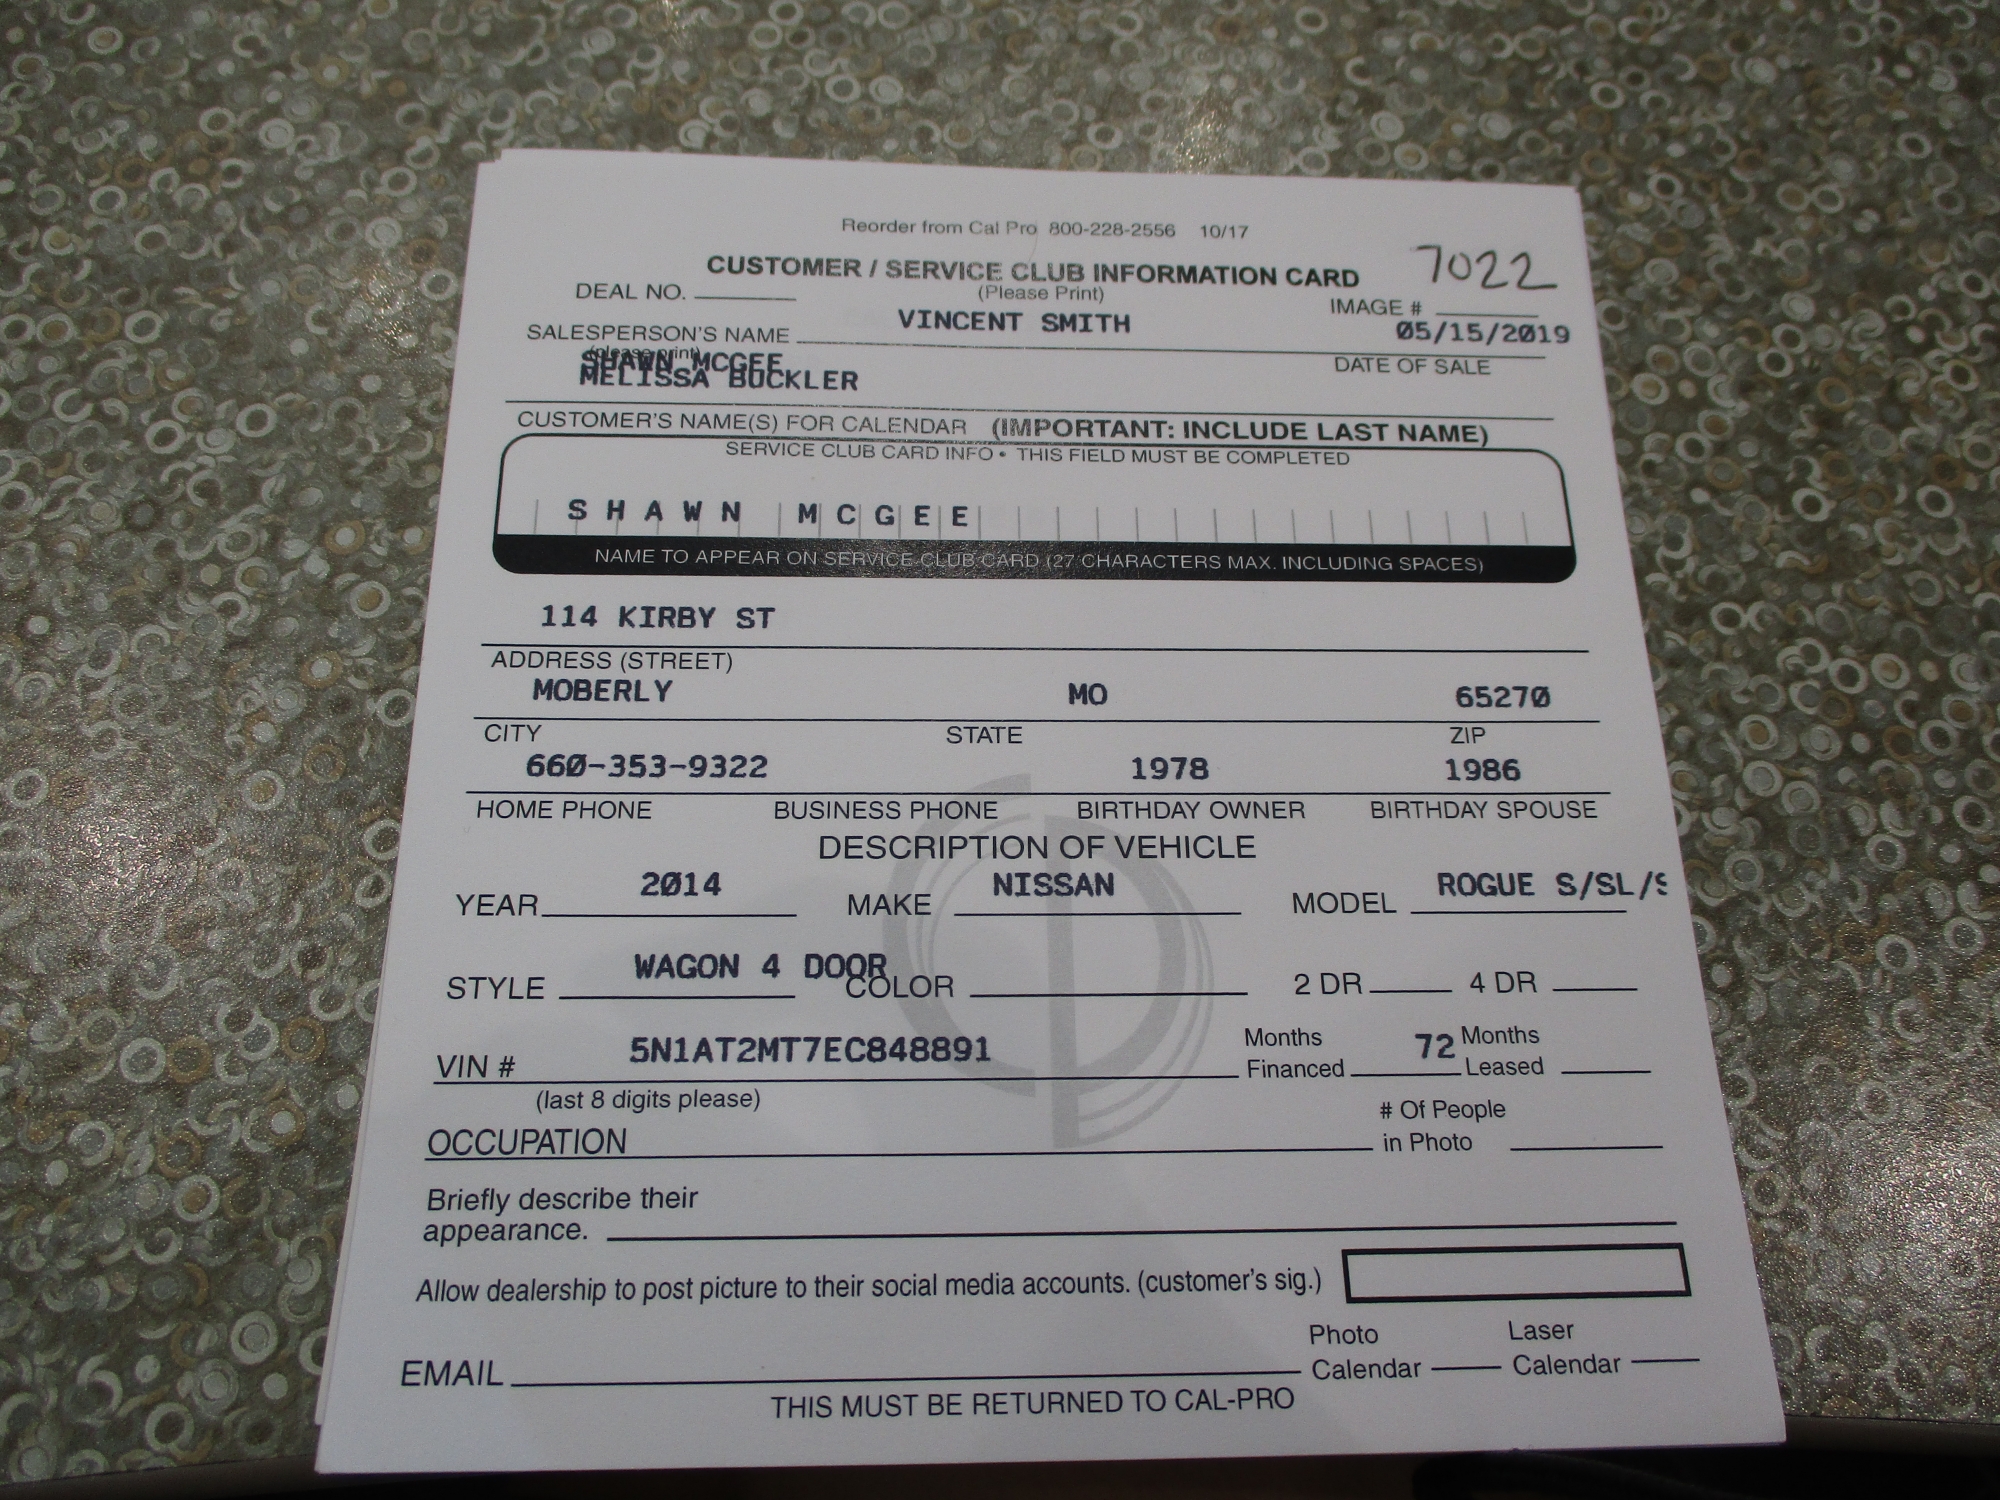 Reorder from Cal Pro 800-228-2556 10/17
CUSTOMER / SERVICE CLUB INFORMATION CARD 7022
(Please Print)
DEAL NO. IMAGE #
SALESPERSON'S NAME VINCENT SMITH 05/15/2019
(please print) DATE OF SALE
SHAWN MCGEE
MELISSA BUCKLER
CUSTOMER'S NAME(S) FOR CALENDAR (IMPORTANT: INCLUDE LAST NAME)
SERVICE CLUB CARD INFO • THIS FIELD MUST BE COMPLETED
SHAWN MCGEE
NAME TO APPEAR ON SERVICE CLUB CARD (27 CHARACTERS MAX. INCLUDING SPACES)
114 KIRBY ST
ADDRESS (STREET)
MOBERLY MO 65270
CITY STATE ZIP
660-353-9322 1978 1986
HOME PHONE BUSINESS PHONE BIRTHDAY OWNER BIRTHDAY SPOUSE
DESCRIPTION OF VEHICLE
YEAR 2014 MAKE NISSAN MODEL ROGUE S/SL/S
STYLE WAGON 4 DOOR COLOR 2 DR 4 DR
VIN # 5N1AT2MT7EC848891 Months Financed 72 Months Leased
(last 8 digits please)
OCCUPATION # Of People in Photo
Briefly describe their
appearance.
Allow dealership to post picture to their social media accounts. (customer's sig.)
EMAIL Photo Calendar Laser Calendar
THIS MUST BE RETURNED TO CAL-PRO